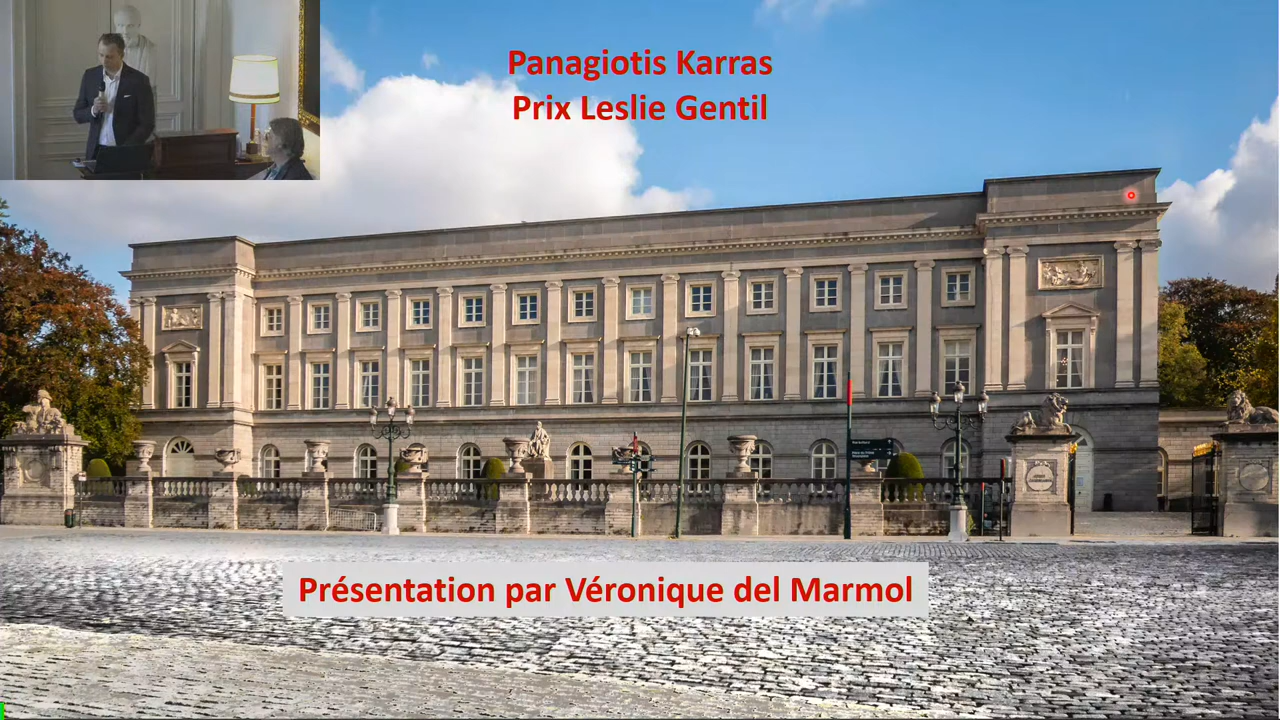 Panagiotis Karras
Prix Leslie Gentil
Présentation par Véronique del Marmol